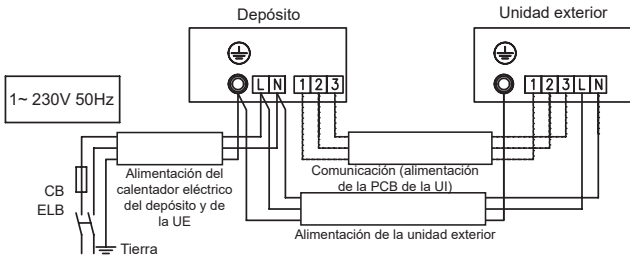 Depósito
Unidad exterior
L N 1 2 3
1 2 3 L N
1~ 230V 50Hz
Alimentación del
calentador eléctrico
del depósito y de
la UE
Comunicación (alimentación
de la PCB de la UI)
CB
ELB
Alimentación de la unidad exterior
Tierra